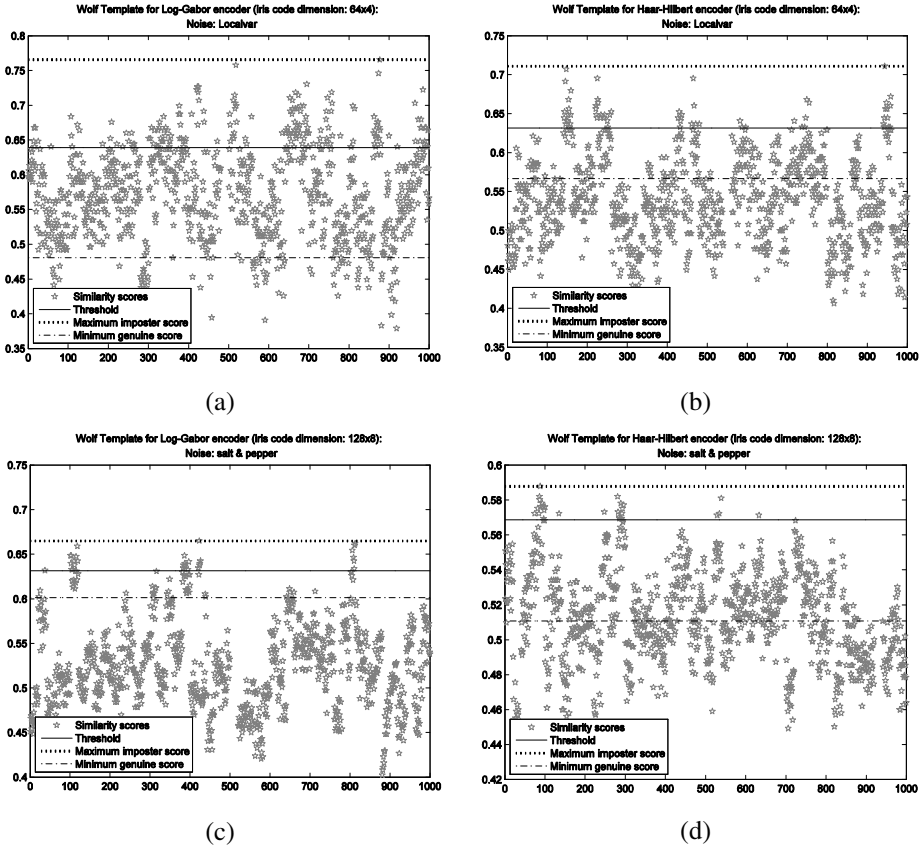 Wolf Template for Log-Gabor encoder (Iris code dimension: 64x4):
Noise: Localvar
0.8
0.75
0.7
0.65
0.6
0.55
0.5
0.45
0.4
0.35
Similarity scores
Threshold
Maximum imposter score
Minimum genuine score
0 100 200 300 400 500 600 700 800 900 1000
(a)
Wolf Template for Haar-Hilbert encoder (Iris code dimension: 64x4):
Noise: Localvar
0.75
0.7
0.65
0.6
0.55
0.5
0.45
0.4
0.35
Similarity scores
Threshold
Maximum imposter score
Minimum genuine score
0 100 200 300 400 500 600 700 800 900 1000
(b)
Wolf Template for Log-Gabor encoder (Iris code dimension: 128x8):
Noise: salt & pepper
0.75
0.7
0.65
0.6
0.55
0.5
0.45
0.4
Similarity scores
Threshold
Maximum imposter score
Minimum genuine score
0 100 200 300 400 500 600 700 800 900 1000
(c)
Wolf Template for Haar-Hilbert encoder (Iris code dimension: 128x8):
Noise: salt & pepper
0.6
0.58
0.56
0.54
0.52
0.5
0.48
0.46
0.44
0.42
Similarity scores
Threshold
Maximum imposter score
Minimum genuine score
0 100 200 300 400 500 600 700 800 900 1000
(d)